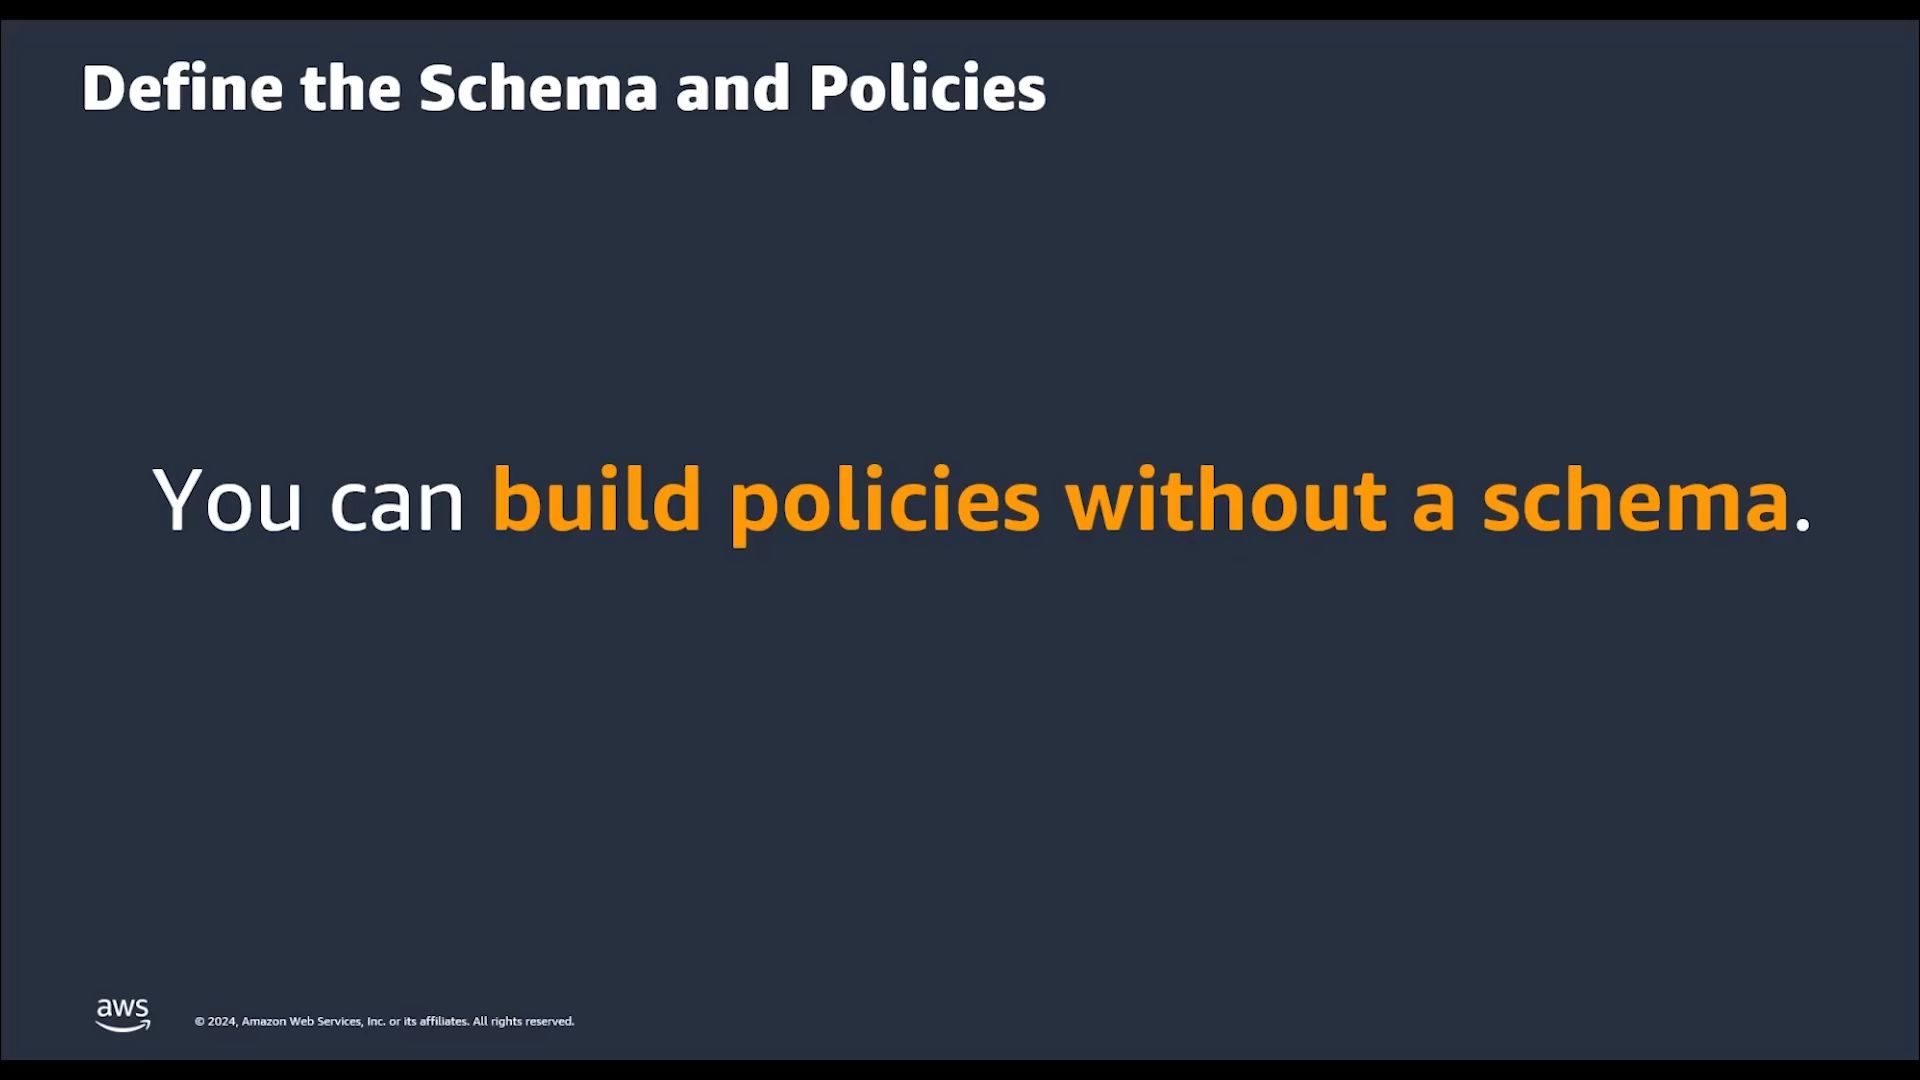 Define the Schema and Policies
You can build policies without a schema.
aws
© 2024, Amazon Web Services, Inc. or its affiliates. All rights reserved.